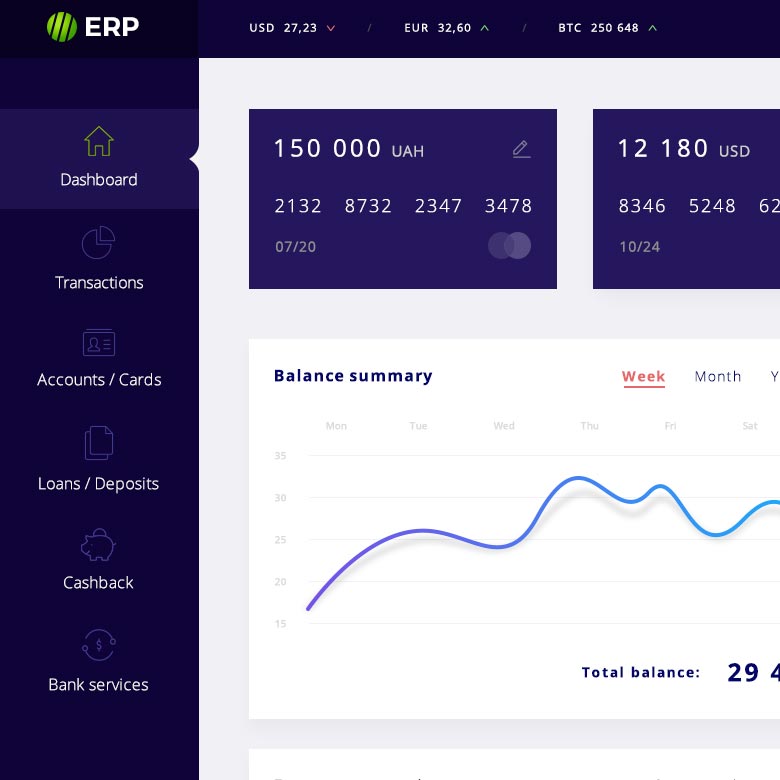 ERP
USD 27,23 / EUR 32,60 / BTC 250 648
Dashboard
Transactions
Accounts / Cards
Loans / Deposits
Cashback
Bank services
150 000 UAH
2132 8732 2347 3478
07/20
12 180 USD
8346 5248 62
10/24
Balance summary
Week Month Y
Mon Tue Wed Thu Fri Sat
35
30
25
20
15
Total balance: 29 4